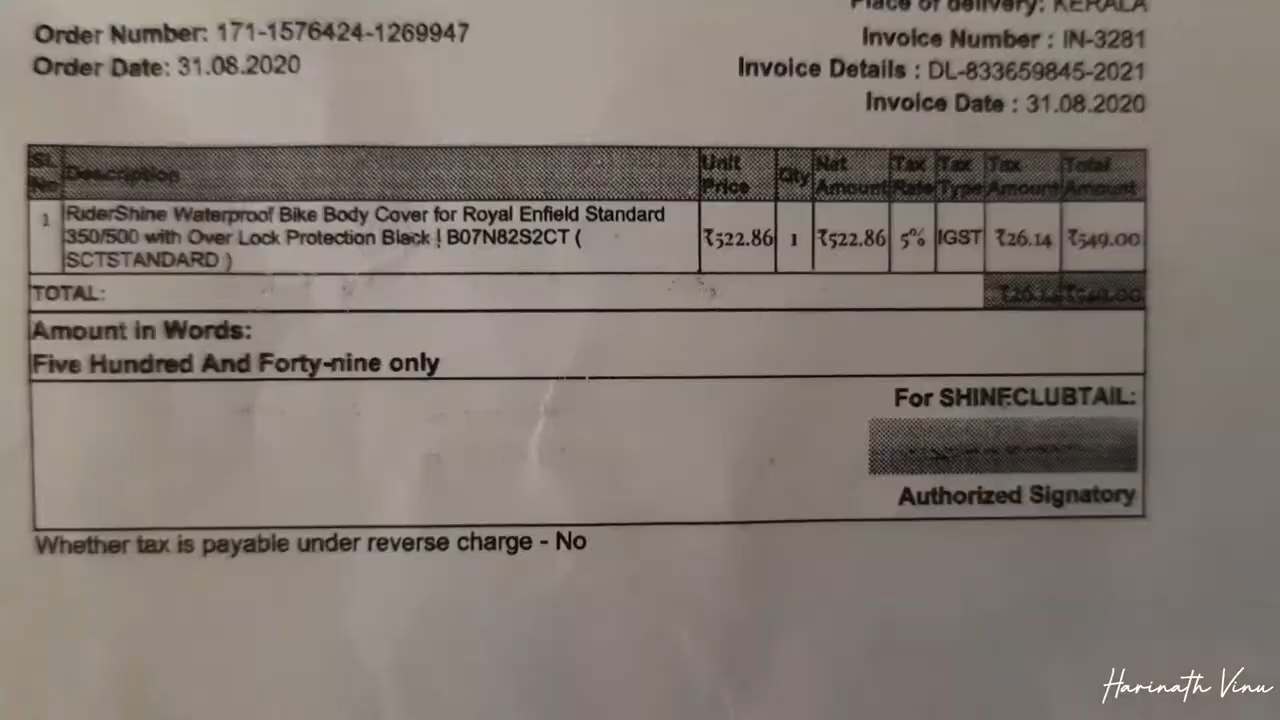 Place of delivery: KERALA
Order Number: 171-1576424-1269947
Invoice Number : IN-3281
Order Date: 31.08.2020
Invoice Details : DL-833659845-2021
Invoice Date : 31.08.2020
Sl. No Description Unit Price Qty Net Amount Tax Rate Tax Type Tax Amount Total Amount
1 RiderShine Waterproof Bike Body Cover for Royal Enfield Standard
350/500 with Over Lock Protection Black | B07N82S2CT ( ₹522.86 1 ₹522.86 5% IGST ₹26.14 ₹549.00
SCTSTANDARD )
TOTAL: ₹26.14 ₹549.00
Amount in Words:
Five Hundred And Forty-nine only
For SHINECLUBTAIL:
Authorized Signatory
Whether tax is payable under reverse charge - No
Harinath Vinu